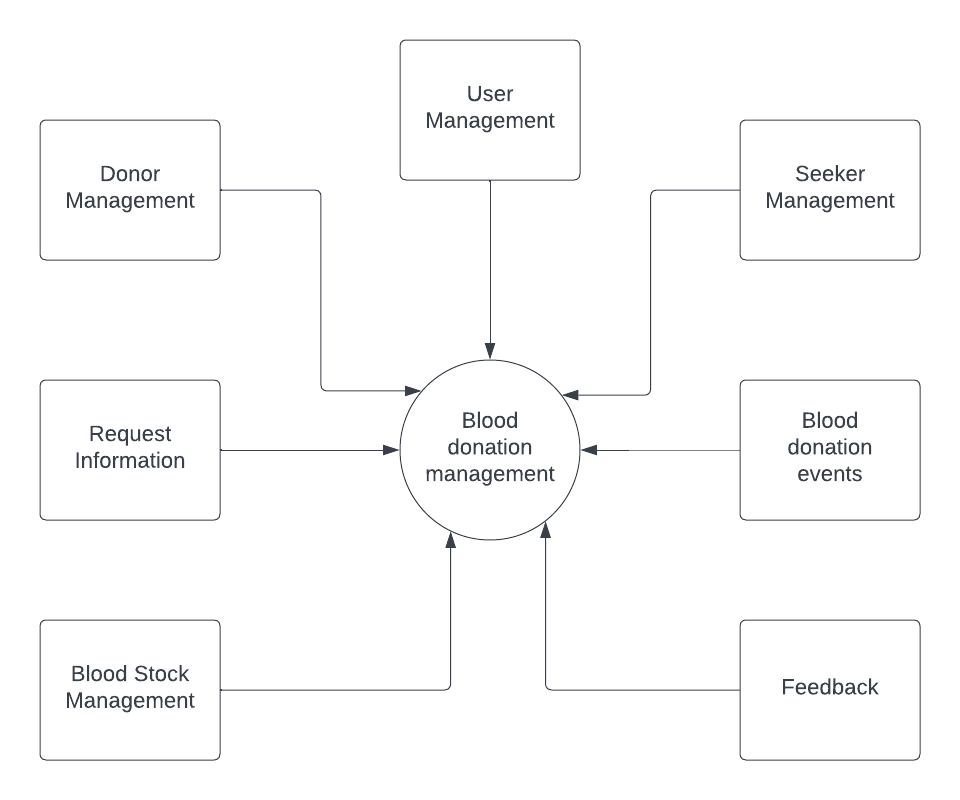 User
Management
Donor
Management
Seeker
Management
Request
Information
Blood
donation
management
Blood
donation
events
Blood Stock
Management
Feedback